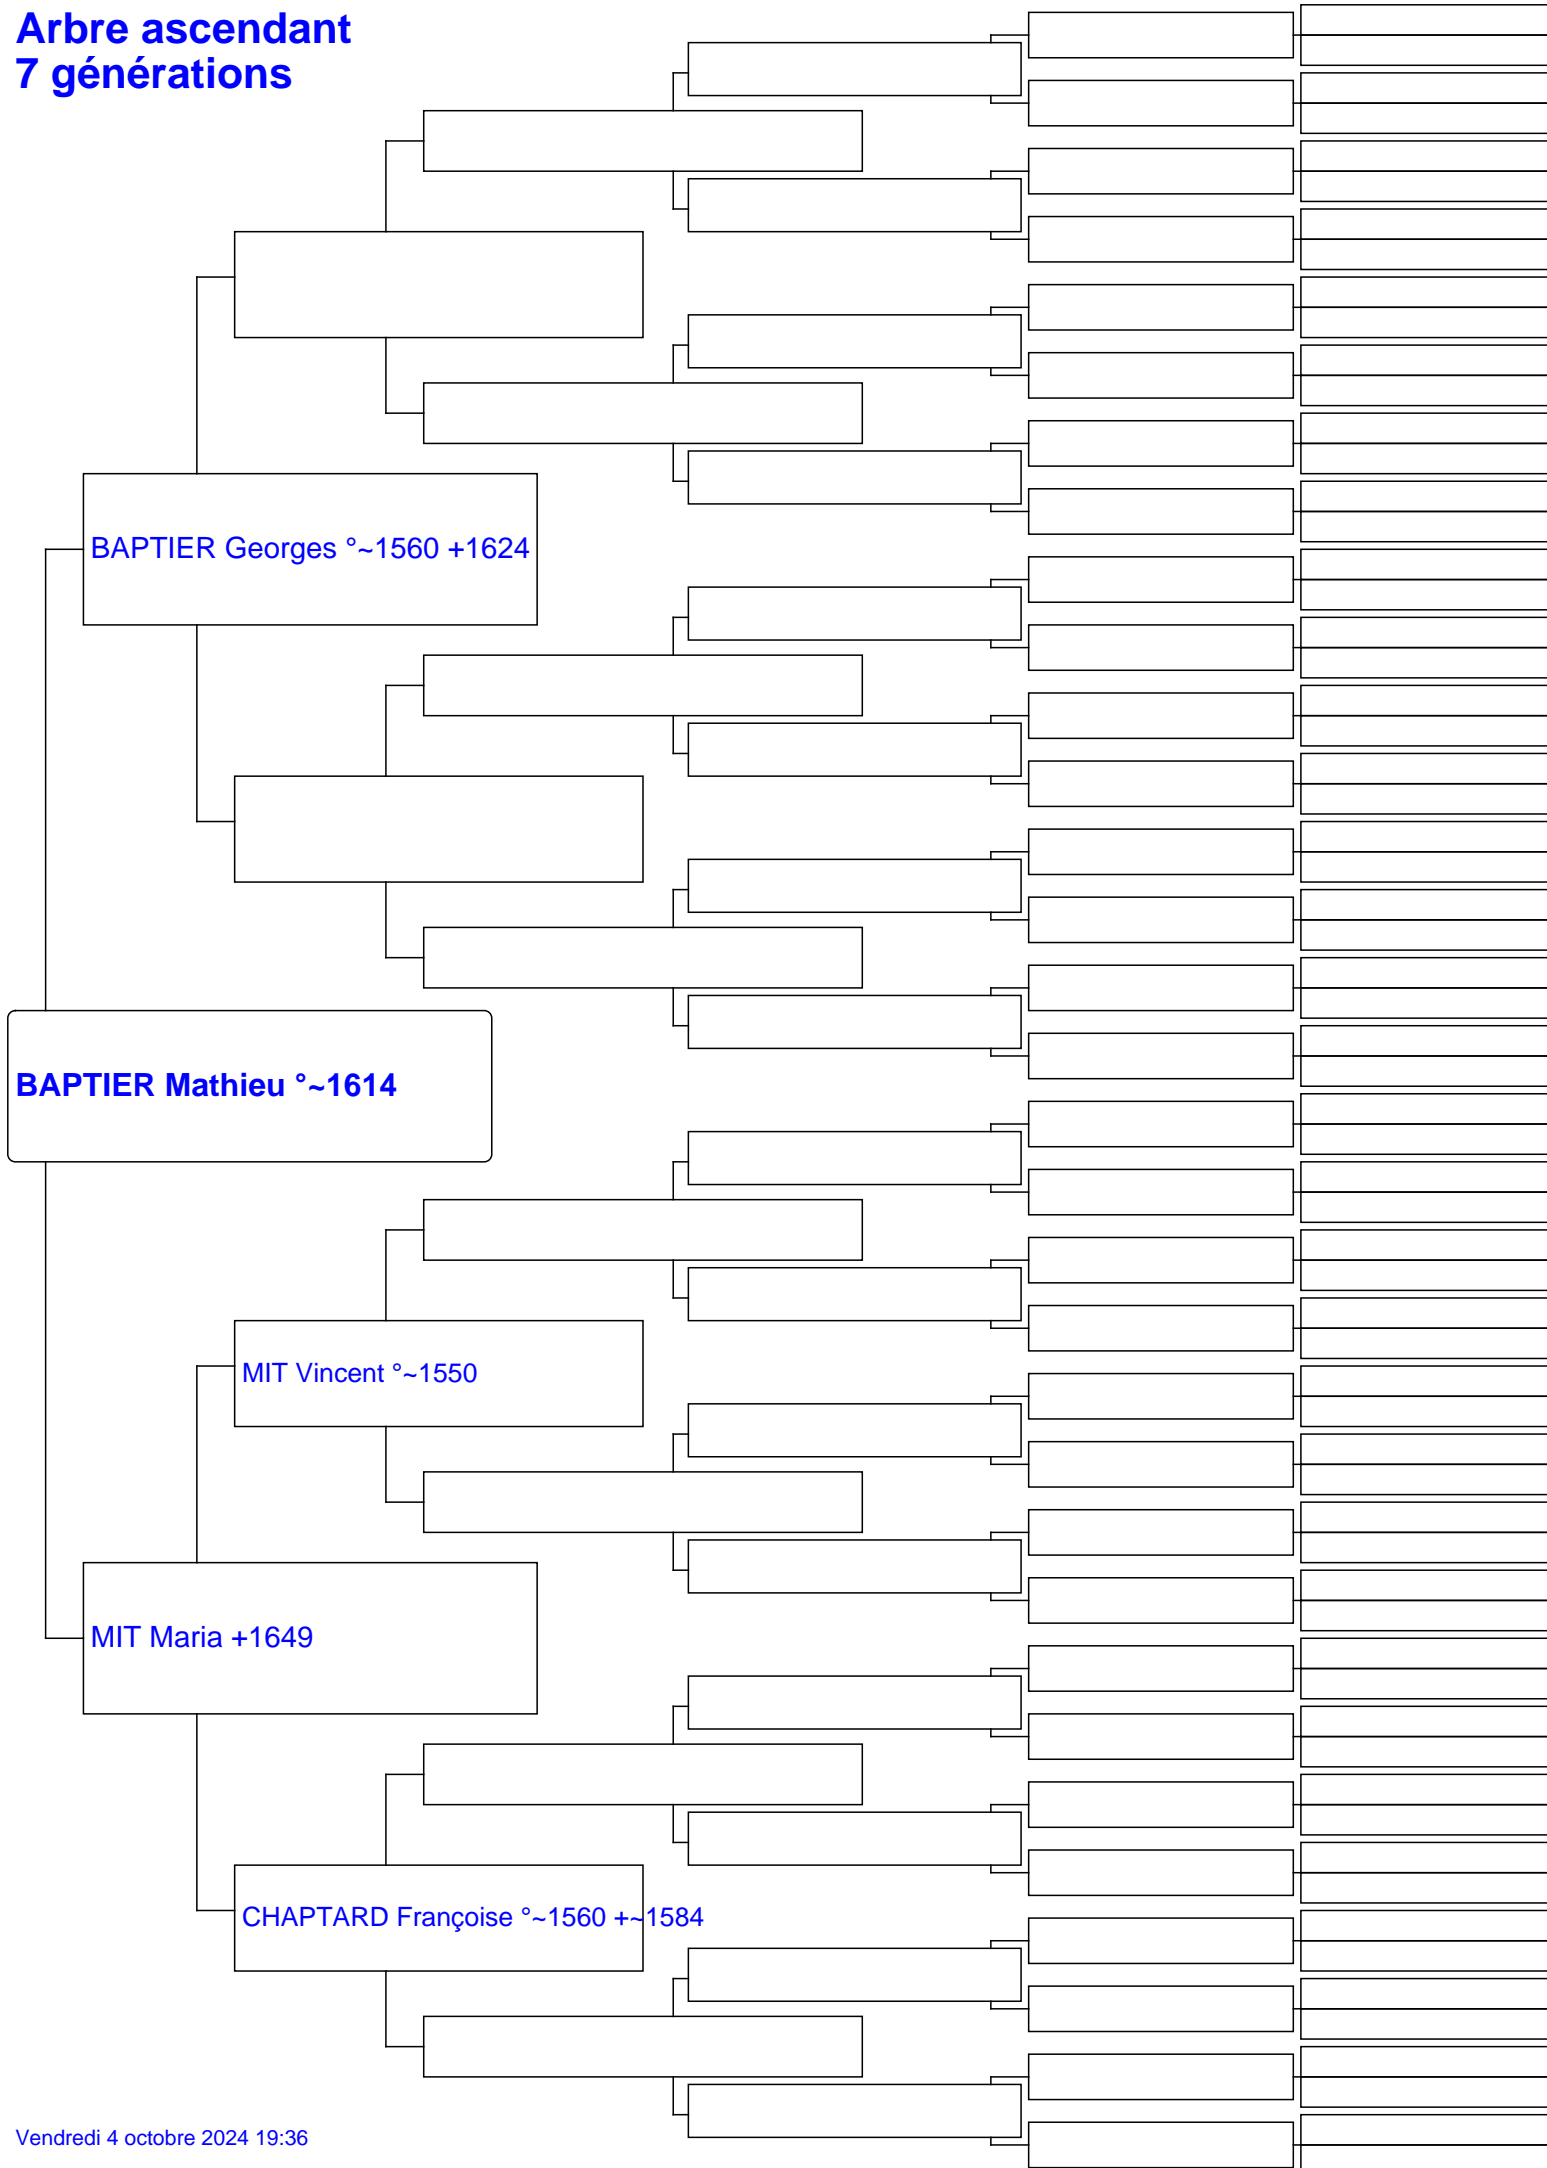 Arbre ascendant
7 générations
BAPTIER Georges °~1560 +1624
BAPTIER Mathieu °~1614
MIT Vincent °~1550
MIT Maria +1649
CHAPTARD Françoise °~1560 +~1584
Vendredi 4 octobre 2024 19:36